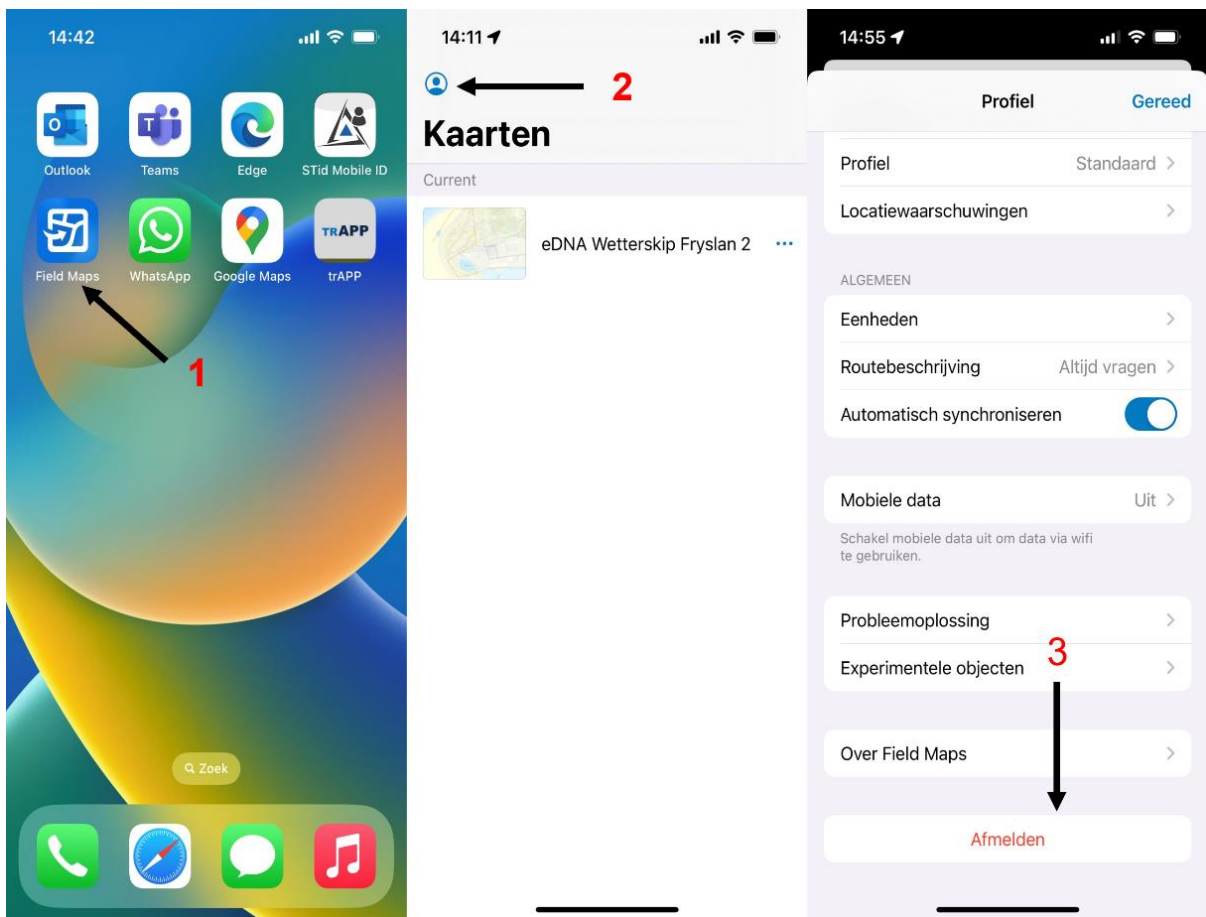 14:42
Outlook Teams Edge STid Mobile ID
TRAPP
Field Maps WhatsApp Google Maps trAPP
1
Zoek
14:11
2
Kaarten
Current
eDNA Wetterskip Fryslan 2
14:55
Profiel Gereed
Profiel Standaard
Locatiewaarschuwingen
ALGEMEEN
Eenheden
Routebeschrijving Altijd vragen
Automatisch synchroniseren
Mobiele data Uit
Schakel mobiele data uit om data via wifi
te gebruiken.
Probleemoplossing
3
Experimentele objecten
Over Field Maps
Afmelden